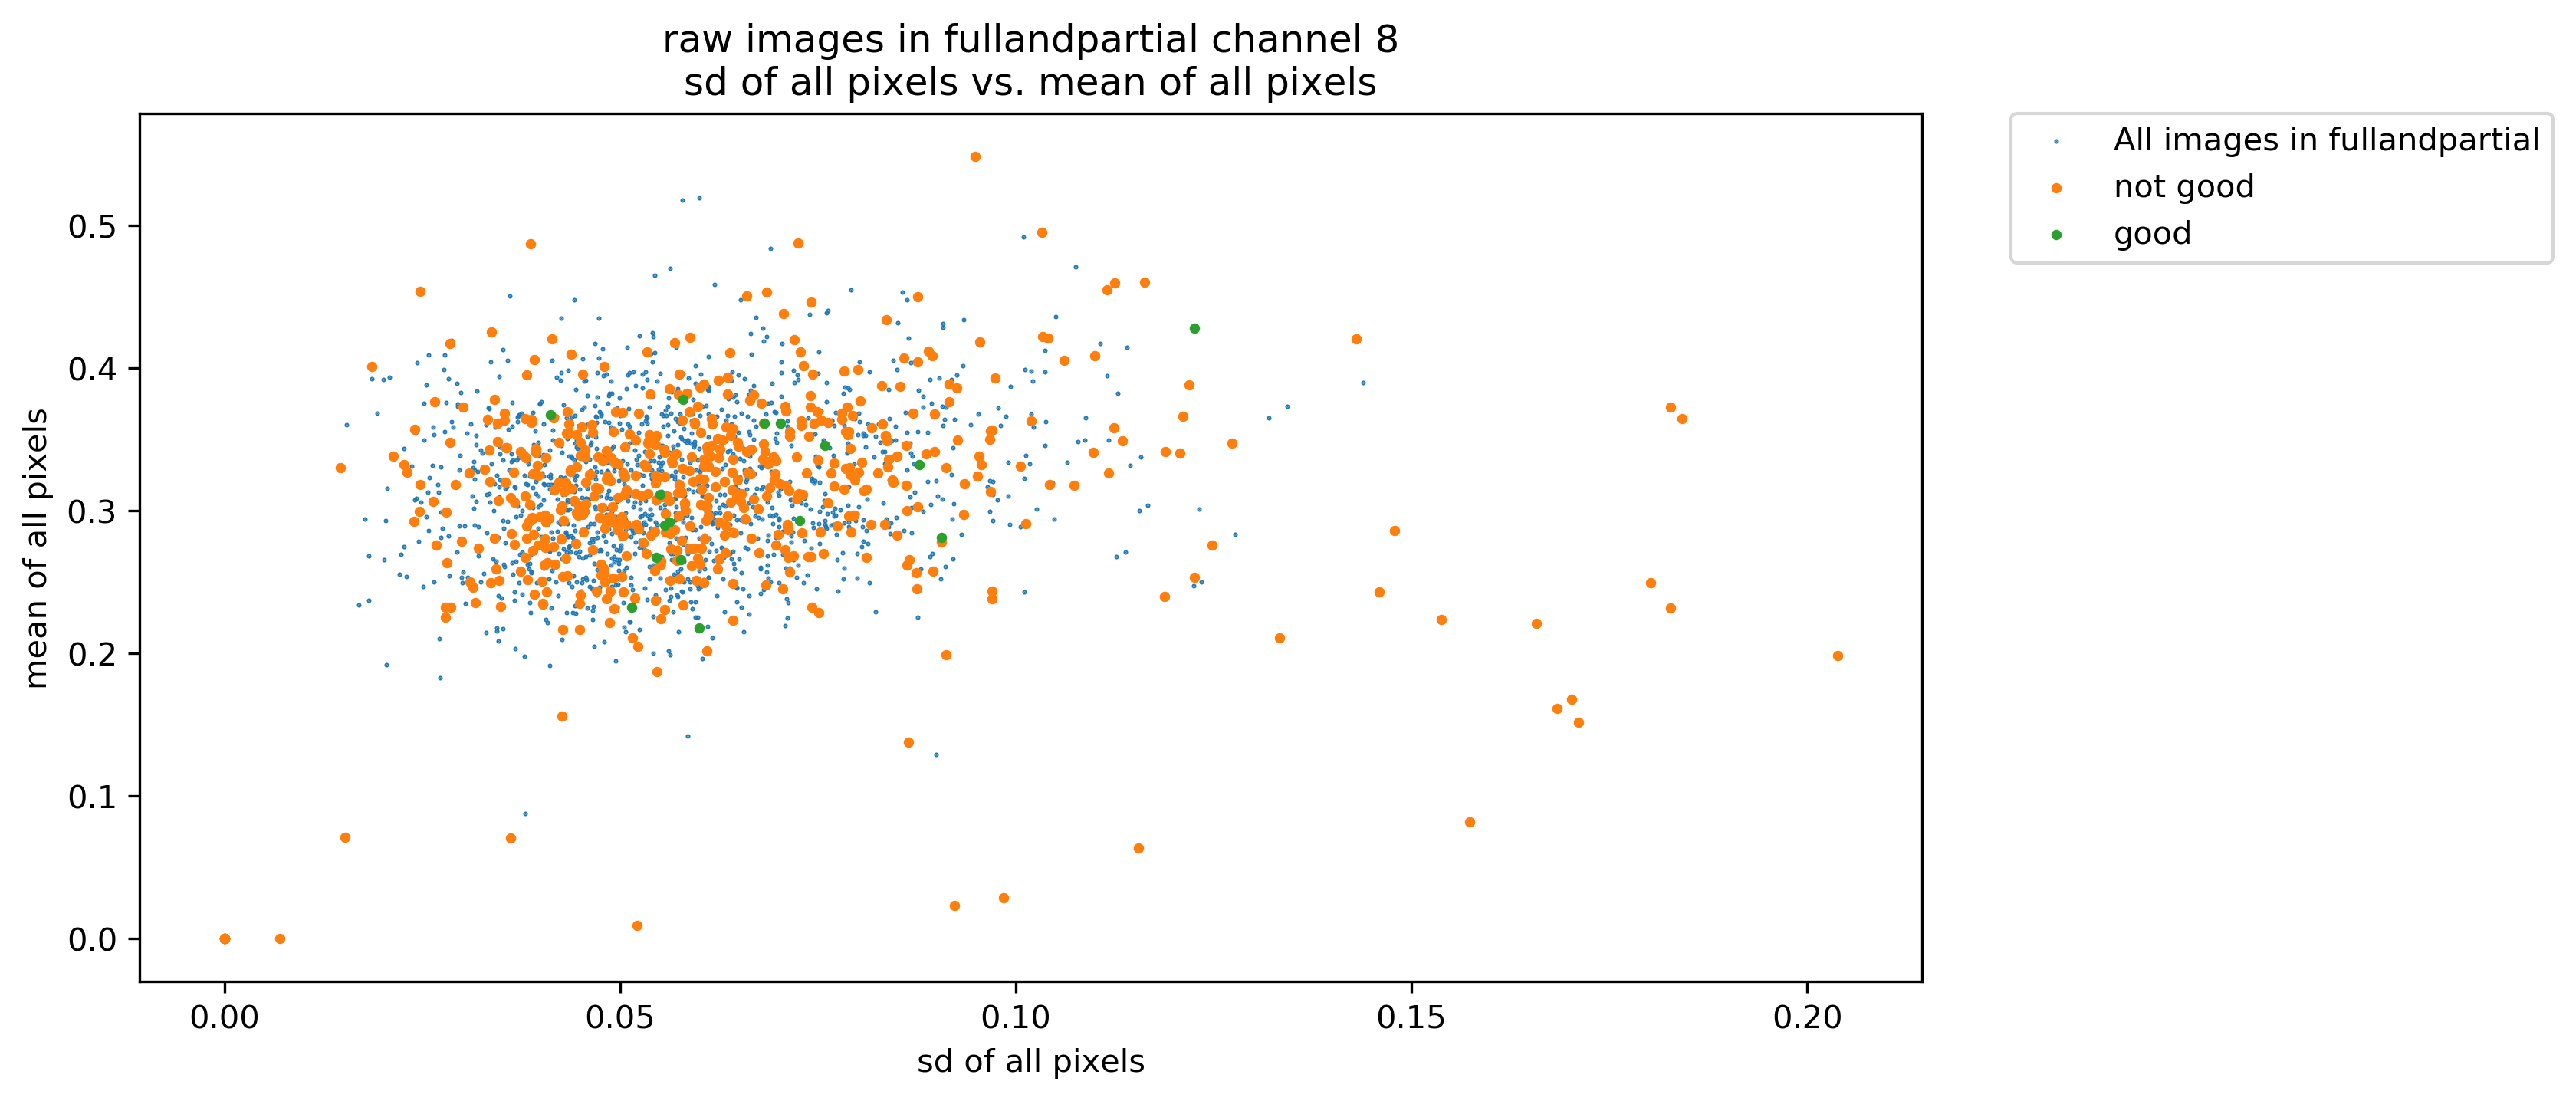 raw images in fullandpartial channel 8
sd of all pixels vs. mean of all pixels
All images in fullandpartial
not good
good
mean of all pixels
0.5
0.4
0.3
0.2
0.1
0.0
0.00
0.05
0.10
0.15
0.20
sd of all pixels